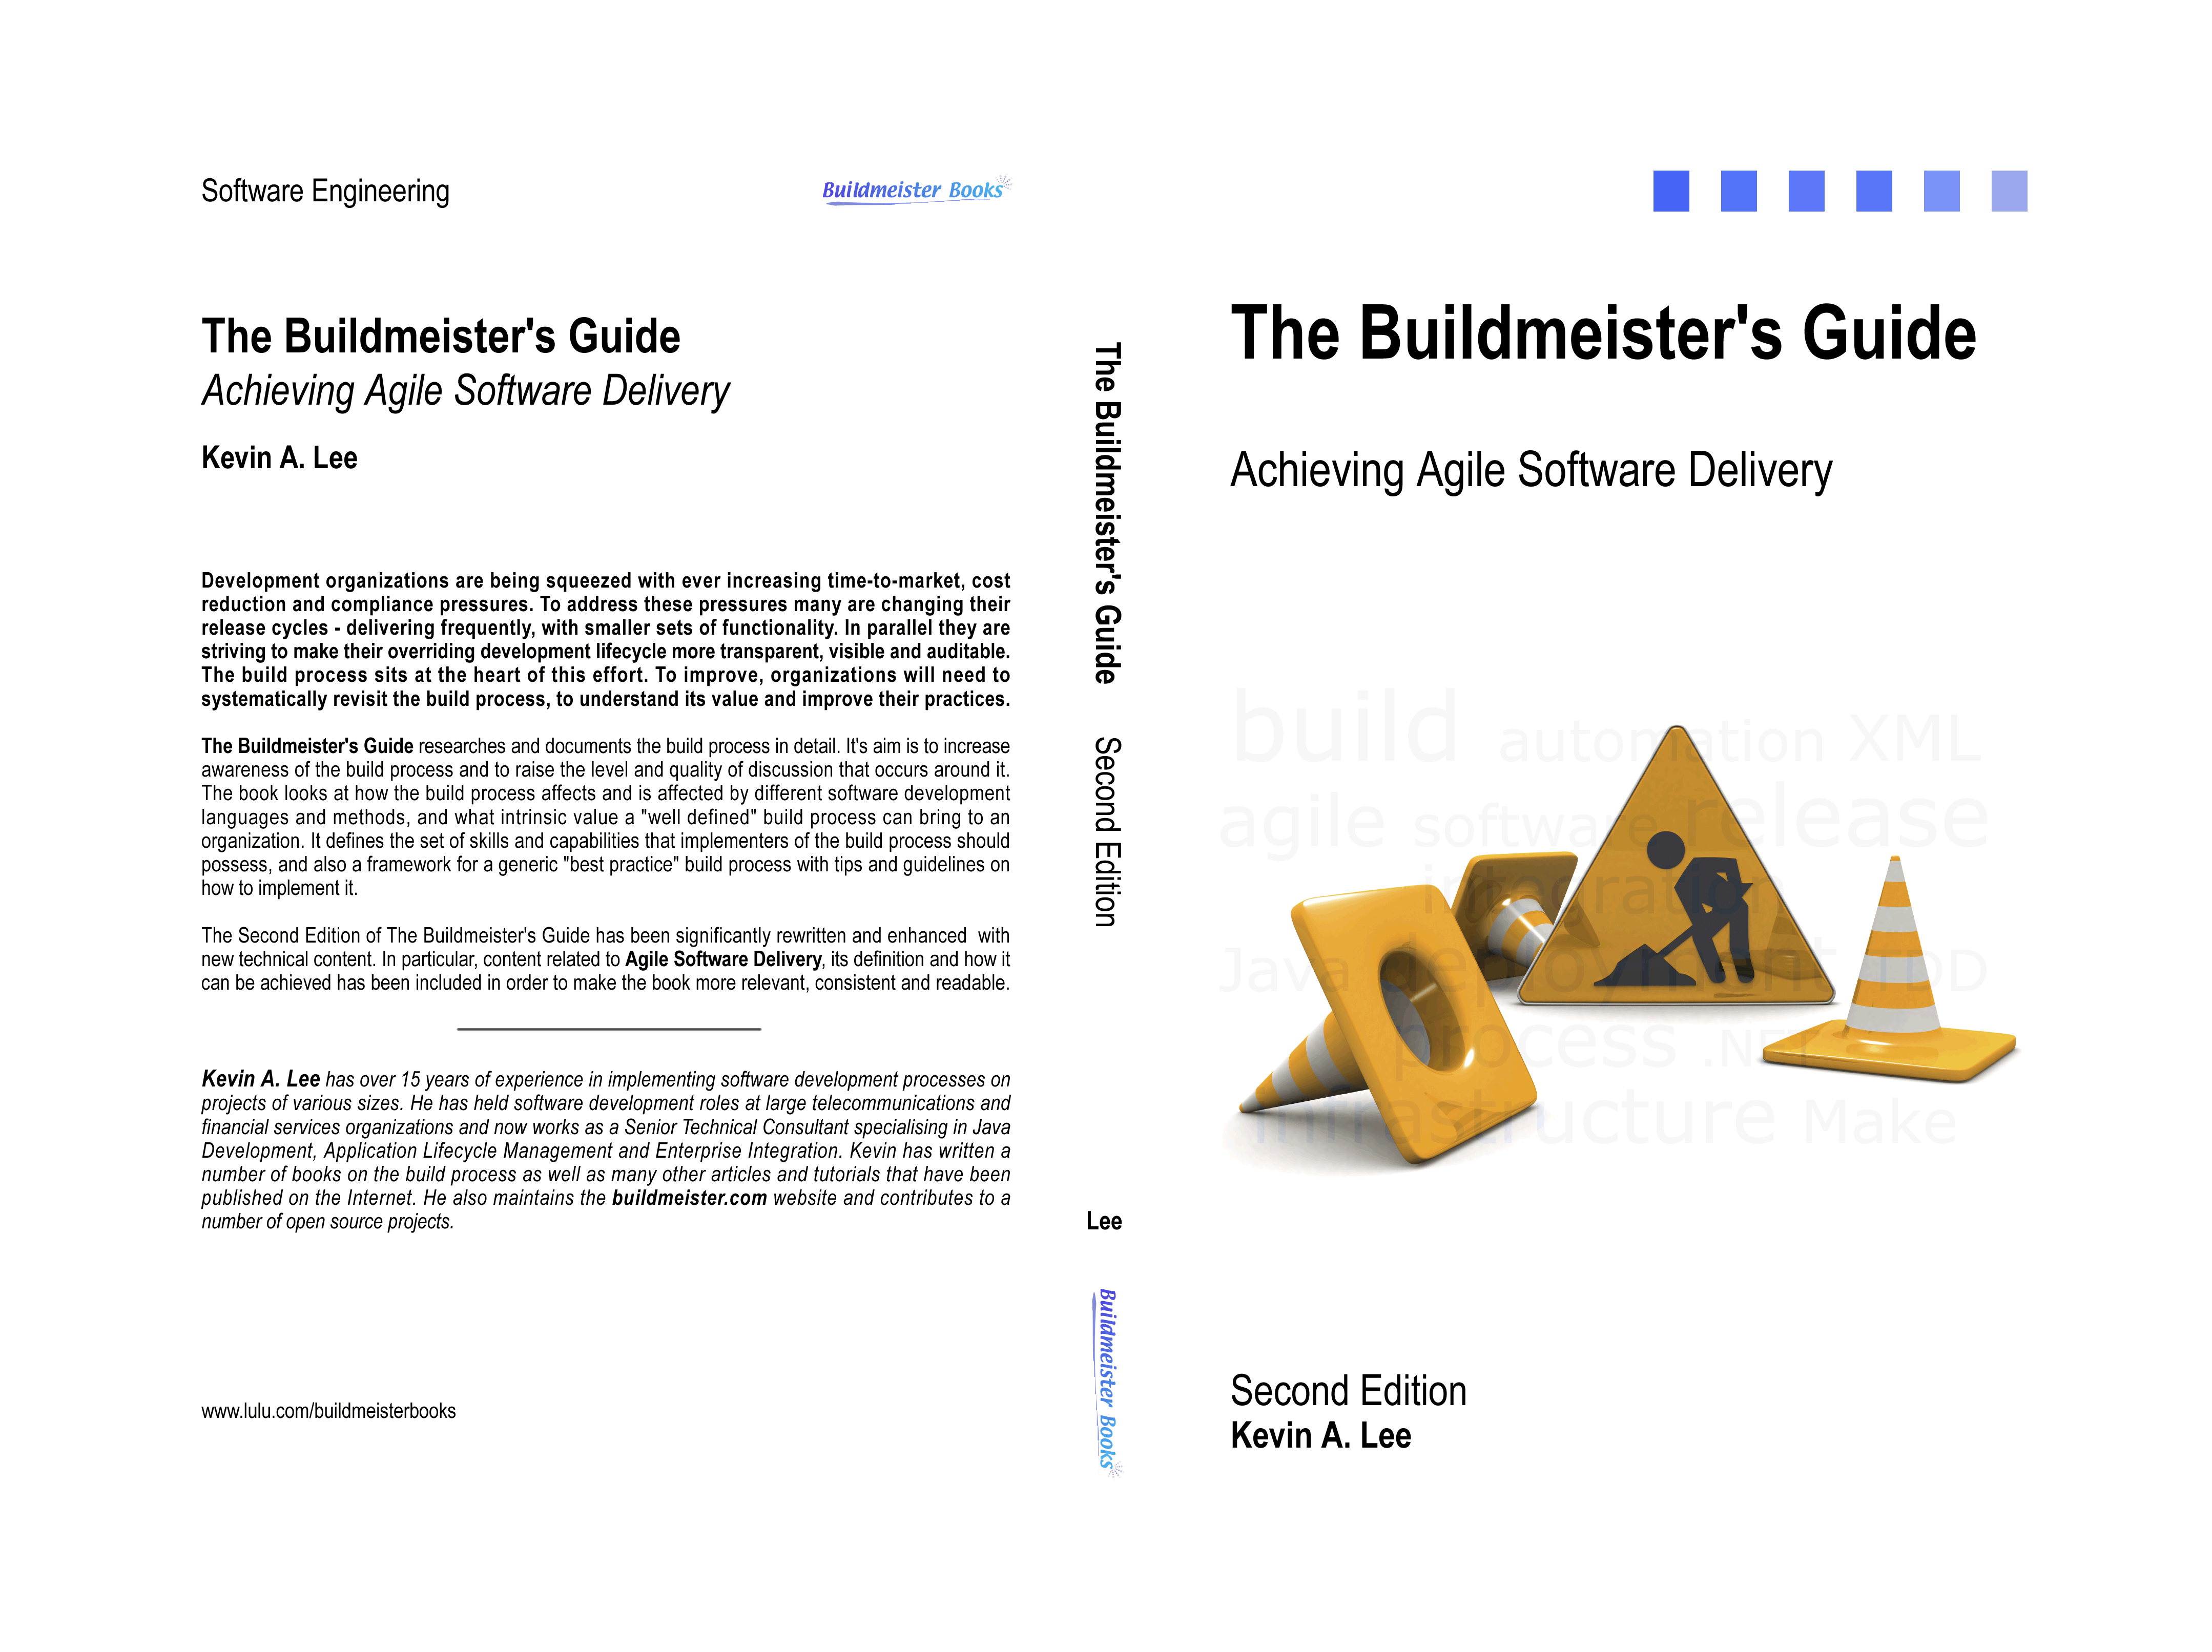 Software Engineering
Buildmeister Books
The Buildmeister's Guide
Achieving Agile Software Delivery
Kevin A. Lee
Development organizations are being squeezed with ever increasing time-to-market, cost
reduction and compliance pressures. To address these pressures many are changing their
release cycles - delivering frequently, with smaller sets of functionality. In parallel they are
striving to make their overriding development lifecycle more transparent, visible and auditable.
The build process sits at the heart of this effort. To improve, organizations will need to
systematically revisit the build process, to understand its value and improve their practices.
The Buildmeister's Guide researches and documents the build process in detail. It's aim is to increase
awareness of the build process and to raise the level and quality of discussion that occurs around it.
The book looks at how the build process affects and is affected by different software development
languages and methods, and what intrinsic value a "well defined" build process can bring to an
organization. It defines the set of skills and capabilities that implementers of the build process should
possess, and also a framework for a generic "best practice" build process with tips and guidelines on
how to implement it.
The Second Edition of The Buildmeister's Guide has been significantly rewritten and enhanced with
new technical content. In particular, content related to Agile Software Delivery, its definition and how it
can be achieved has been included in order to make the book more relevant, consistent and readable.
Kevin A. Lee has over 15 years of experience in implementing software development processes on
projects of various sizes. He has held software development roles at large telecommunications and
financial services organizations and now works as a Senior Technical Consultant specialising in Java
Development, Application Lifecycle Management and Enterprise Integration. Kevin has written a
number of books on the build process as well as many other articles and tutorials that have been
published on the Internet. He also maintains the buildmeister.com website and contributes to a
number of open source projects.
www.lulu.com/buildmeisterbooks
The Buildmeister's Guide Second Edition
Lee
Buildmeister Books
The Buildmeister's Guide
Achieving Agile Software Delivery
build automation XML
agile software release
integration
Java deployment TDD
process .NET
infrastructure Make
Second Edition
Kevin A. Lee